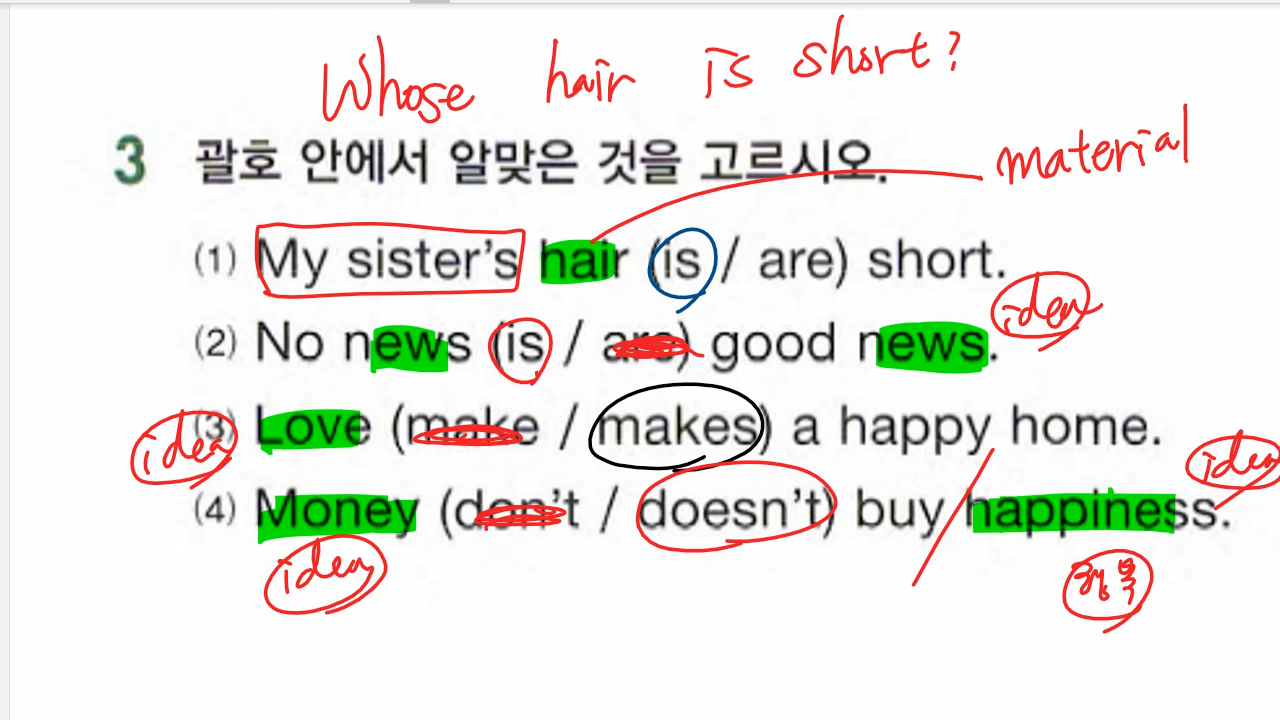 Whose hair is short?
3 괄호 안에서 알맞은 것을 고르시오.
material
(1) My sister's hair (is / are) short.
idea
(2) No news (is / are) good news.
idea
(3) Love (make / makes) a happy home.
idea
(4) Money (don't / doesn't) buy happiness.
idea
행복